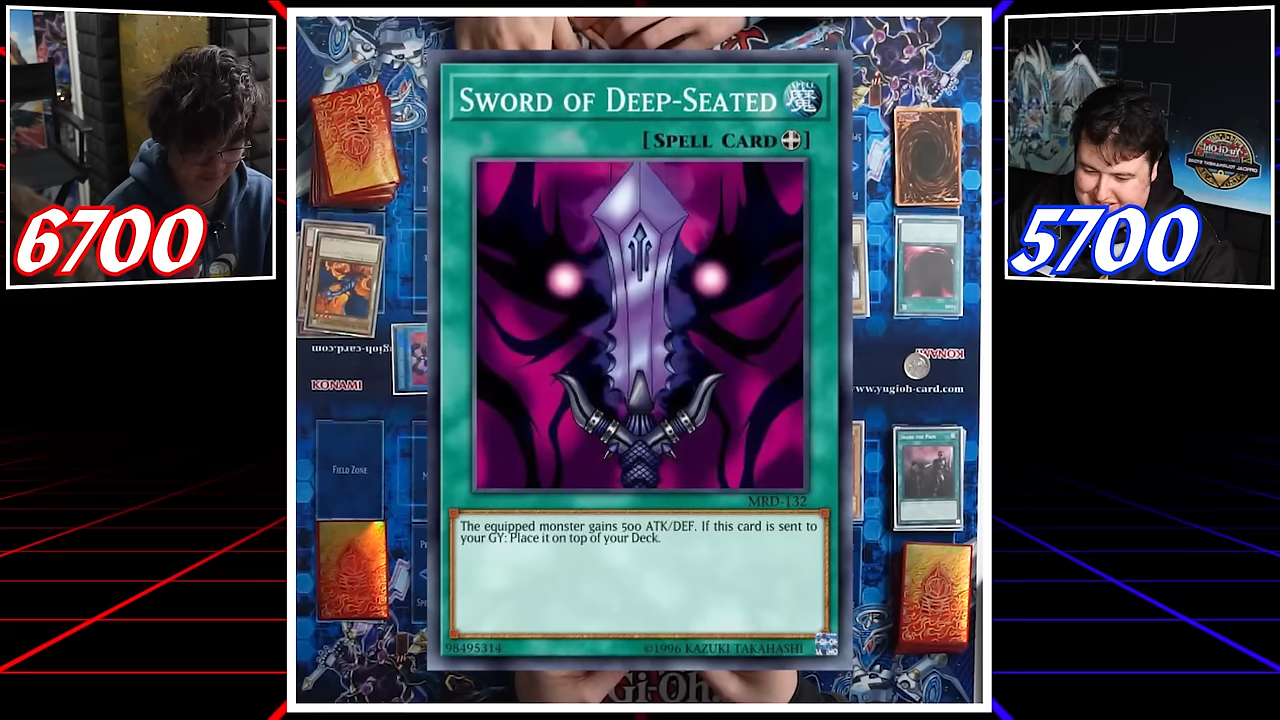 6700
5700
SWORD OF DEEP-SEATED
[SPELL CARD]
MRD-132
The equipped monster gains 500 ATK/DEF. If this card is sent to
your GY: Place it on top of your Deck.
98495314
©1996 KAZUKI TAKAHASHI
KONAMI
KONAMI
www.yugioh-card.com
FIELD ZONE
Gi-Oh!